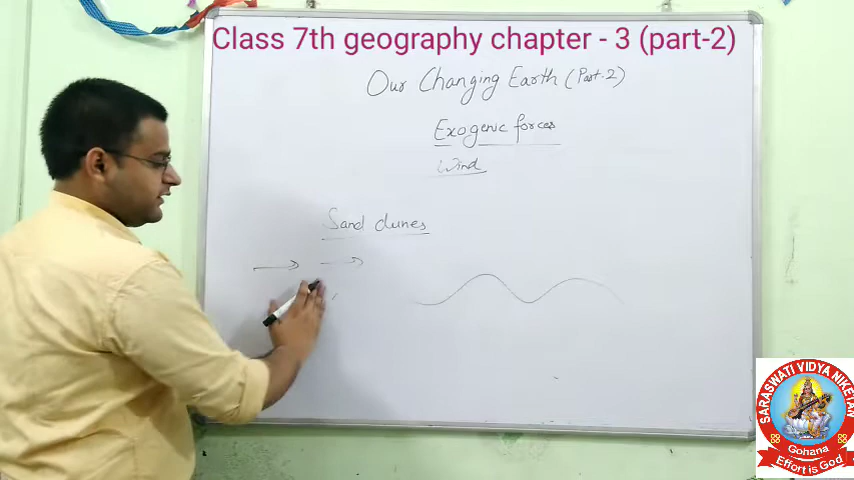 Class 7th geography chapter - 3 (part-2)
Our Changing Earth (Part-2)
Exogenic forces
Wind
Sand dunes
SARASWATI VIDYA NIKETAN
Gohana
Effort is God